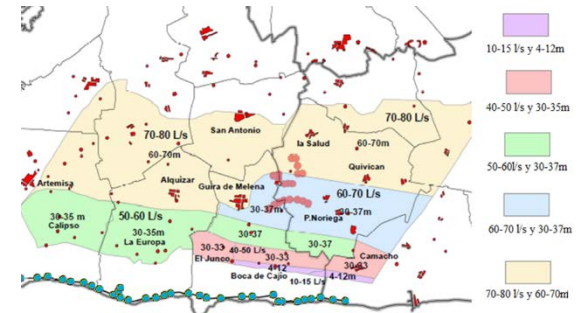 70-80 L/s
70-80 L/s
San Antonio
la Salud
60-70m
60-70m
Quivican
Artemisa
Alquizar
Guira de Melena
60-70 L/s
30-37m
30-37m
P.Noriega
30-35 m
Calipso
50-60 L/s
30-35m
La Europa
30-37
30-37
30-33
40-50 L/s
30-33
Camacho
30-33
El Junco
4-12
4-12m
Boca de Cajio
10-15 L/s
10-15 l/s y 4-12m
40-50 l/s y 30-35m
50-60l/s y 30-37m
60-70 l/s y 30-37m
70-80 l/s y 60-70m